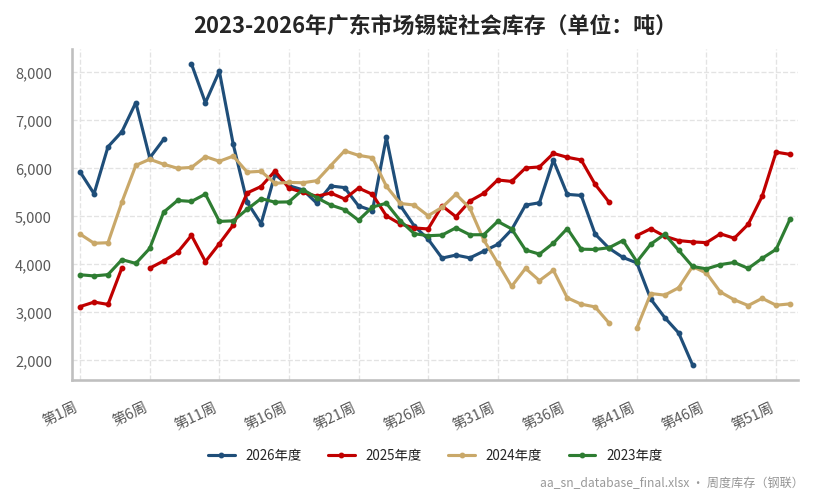 2023-2026年广东市场锡锭社会库存（单位：吨）
8,000
7,000
6,000
5,000
4,000
3,000
2,000
第1周 第6周 第11周 第16周 第21周 第26周 第31周 第36周 第41周 第46周 第51周
2026年度 2025年度 2024年度 2023年度
aa_sn_database_final.xlsx • 周度库存（钢联）